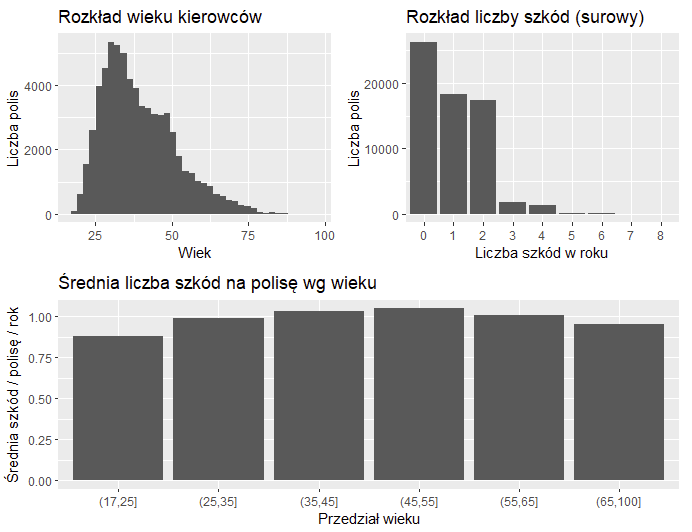 Rozkład wieku kierowców
Liczba polis
4000
2000
0
25 50 75 100
Wiek
Rozkład liczby szkód (surowy)
Liczba polis
20000
10000
0
0 1 2 3 4 5 6 7 8
Liczba szkód w roku
Średnia liczba szkód na polisę wg wieku
Średnia szkód / polisę / rok
1.00
0.75
0.50
0.25
0.00
(17,25] (25,35] (35,45] (45,55] (55,65] (65,100]
Przedział wieku